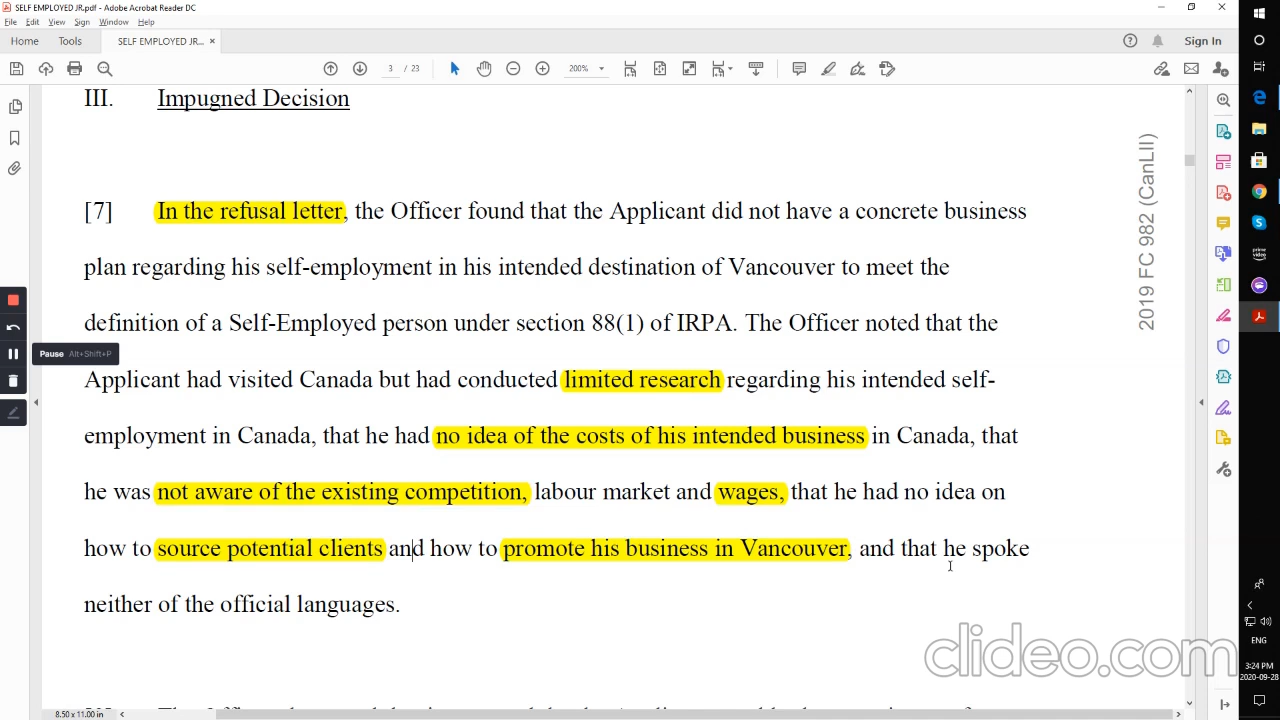 SELF EMPLOYED JR.pdf - Adobe Acrobat Reader DC
File Edit View Sign Window Help
Home Tools SELF EMPLOYED JR... × Sign In
3 / 23 200%
III. Impugned Decision
[7] In the refusal letter, the Officer found that the Applicant did not have a concrete business
plan regarding his self-employment in his intended destination of Vancouver to meet the
definition of a Self-Employed person under section 88(1) of IRPA. The Officer noted that the
Pause Alt+Shift+P
Applicant had visited Canada but had conducted limited research regarding his intended self-
employment in Canada, that he had no idea of the costs of his intended business in Canada, that
he was not aware of the existing competition, labour market and wages, that he had no idea on
how to source potential clients and how to promote his business in Vancouver, and that he spoke
neither of the official languages.
2019 FC 982 (CanLII)
prime video
clideo.com
ENG
3:24 PM
2020-09-28
8.50 x 11.00 in